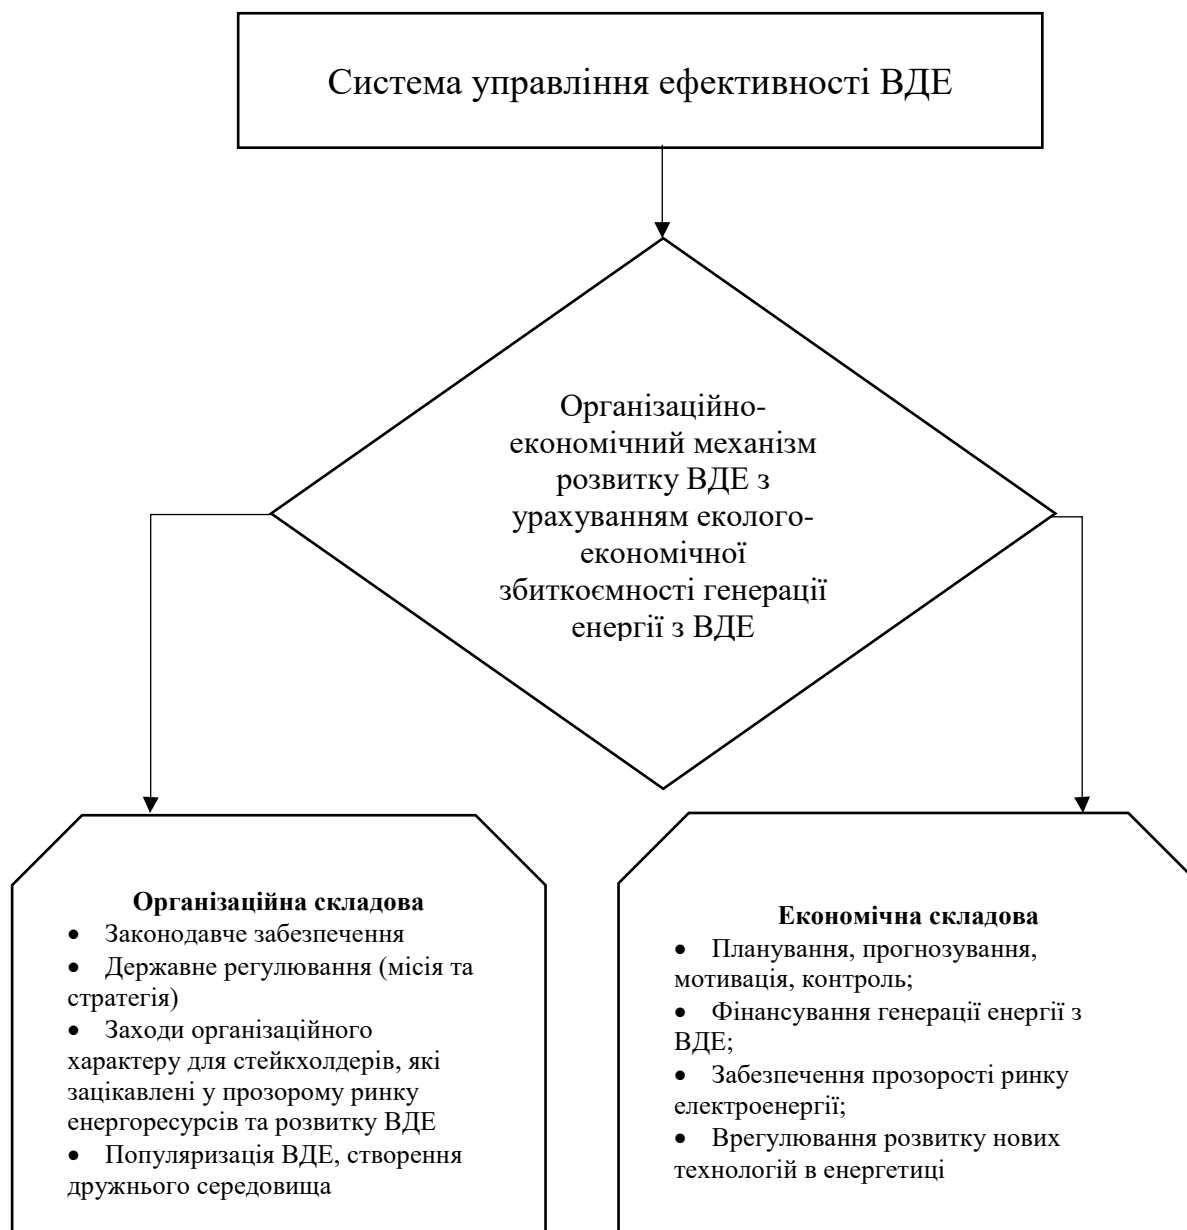 Система управління ефективності ВДЕ
Організаційно-
економічний механізм
розвитку ВДЕ з
урахуванням еколого-
економічної
збиткоємності генерації
енергії з ВДЕ
Організаційна складова
• Законодавче забезпечення
• Державне регулювання (місія та
стратегія)
• Заходи організаційного
характеру для стейкхолдерів, які
зацікавлені у прозорому ринку
енергоресурсів та розвитку ВДЕ
• Популяризація ВДЕ, створення
дружнього середовища
Економічна складова
• Планування, прогнозування,
мотивація, контроль;
• Фінансування генерації енергії з
ВДЕ;
• Забезпечення прозорості ринку
електроенергії;
• Врегулювання розвитку нових
технологій в енергетиці